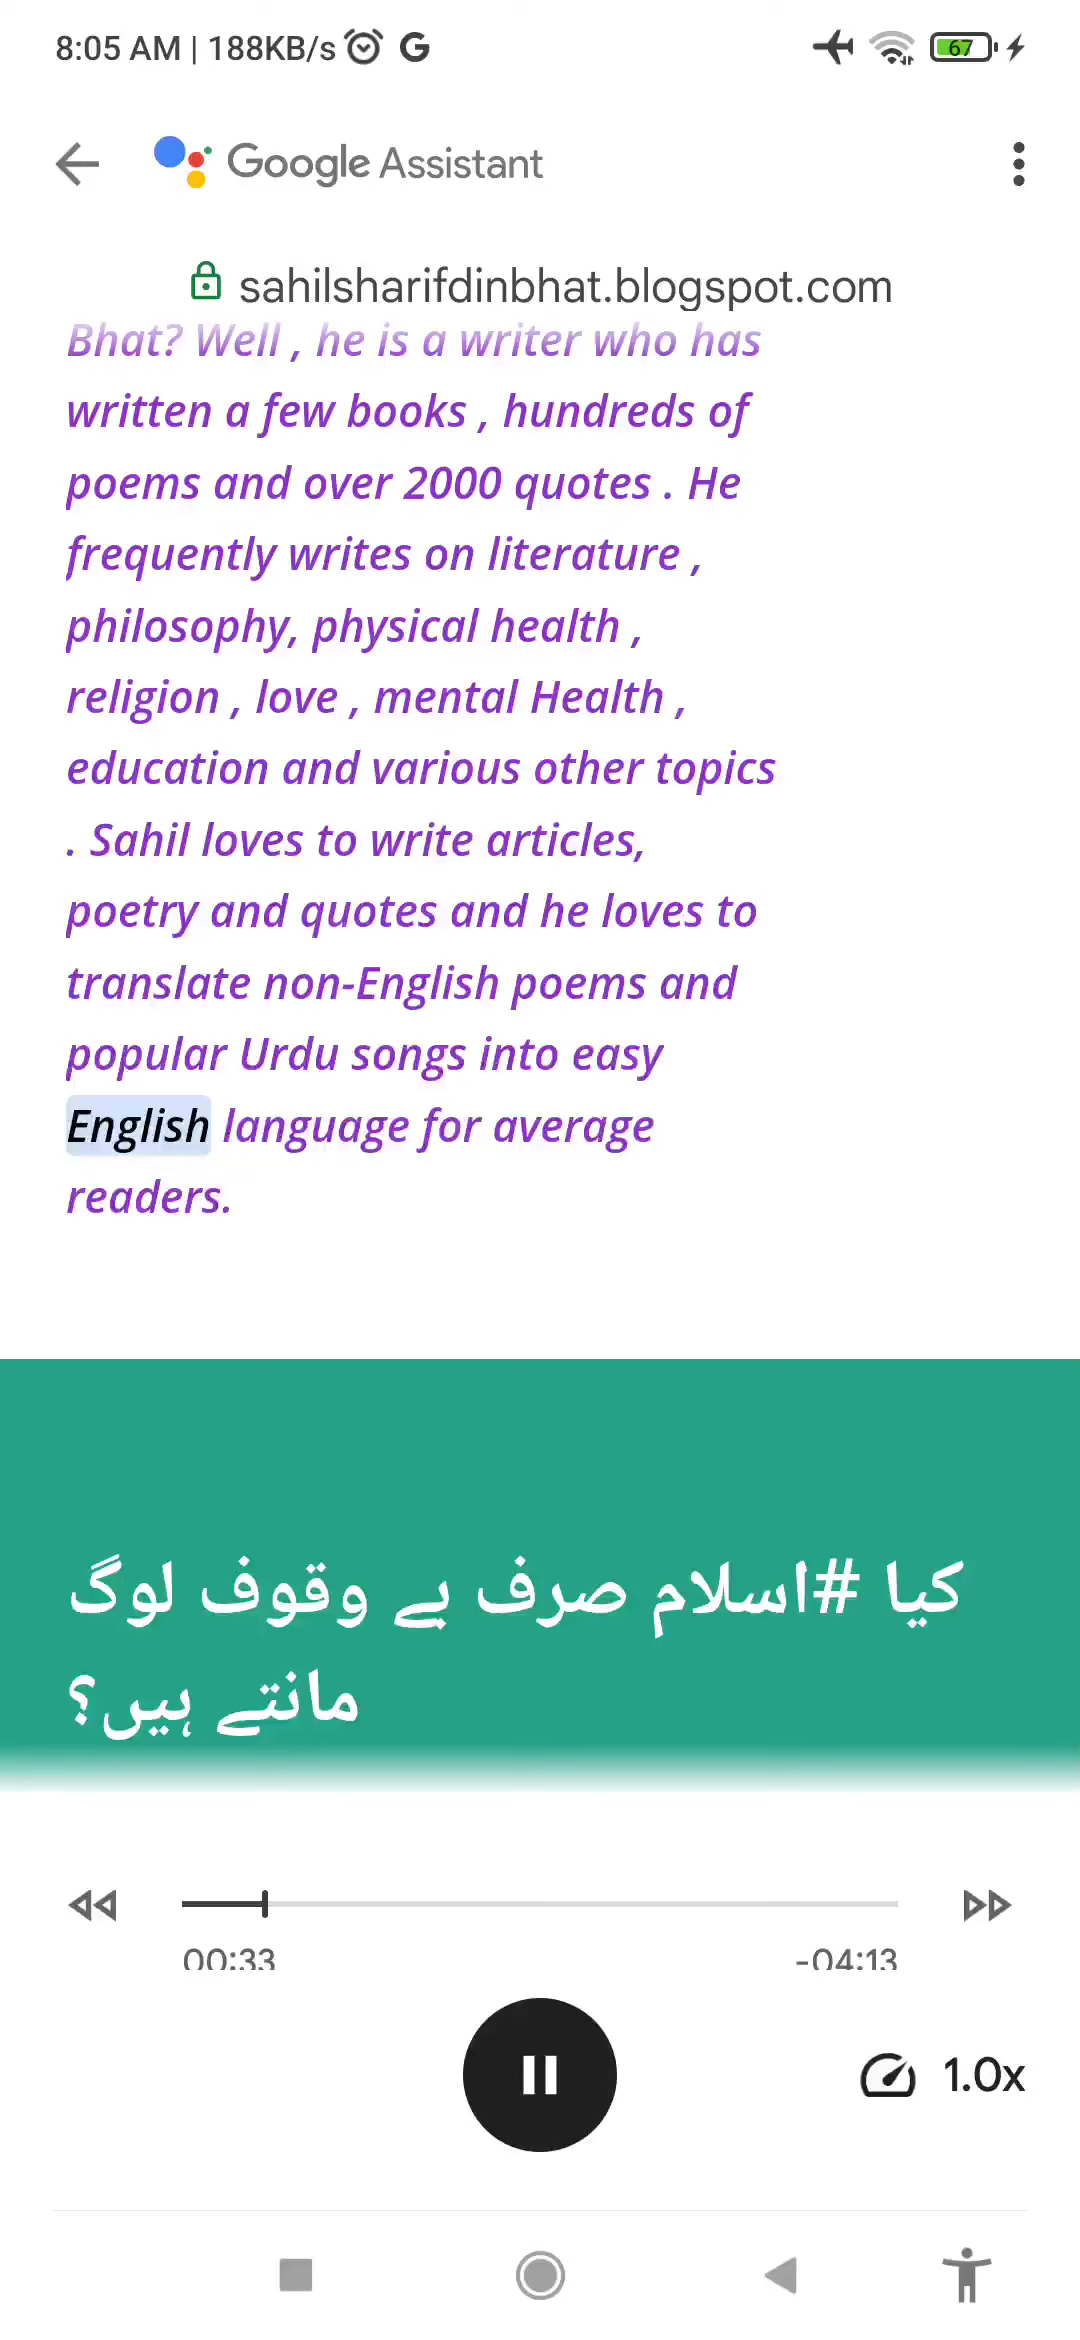 8:05 AM | 188KB/s G
67
Google Assistant
sahilsharifdinbhat.blogspot.com
Bhat? Well , he is a writer who has
written a few books , hundreds of
poems and over 2000 quotes . He
frequently writes on literature ,
philosophy, physical health ,
religion , love , mental Health ,
education and various other topics
. Sahil loves to write articles,
poetry and quotes and he loves to
translate non-English poems and
popular Urdu songs into easy
English language for average
readers.
کیا #اسلام صرف بے وقوف لوگ
مانتے ہیں؟
00:33 -04:13
1.0x